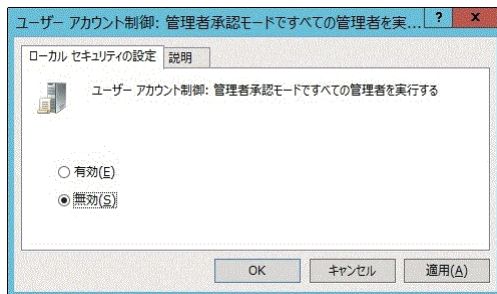 ユーザー アカウント制御: 管理者承認モードですべての管理者を実... ? x
ローカル セキュリティの設定 説明
ユーザー アカウント制御: 管理者承認モードですべての管理者を実行する
有効(E)
無効(S)
OK キャンセル 適用(A)